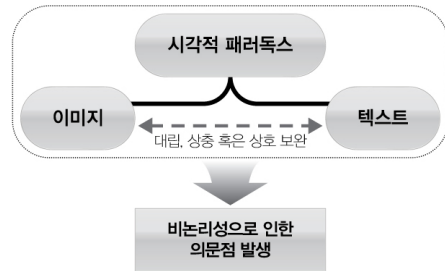 시각적 패러독스
이미지
텍스트
대립, 상충 혹은 상호 보완
비논리성으로 인한
의문점 발생